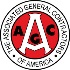 THE ASSOCIATED GENERAL CONTRACTORS
AGC
OF AMERICA